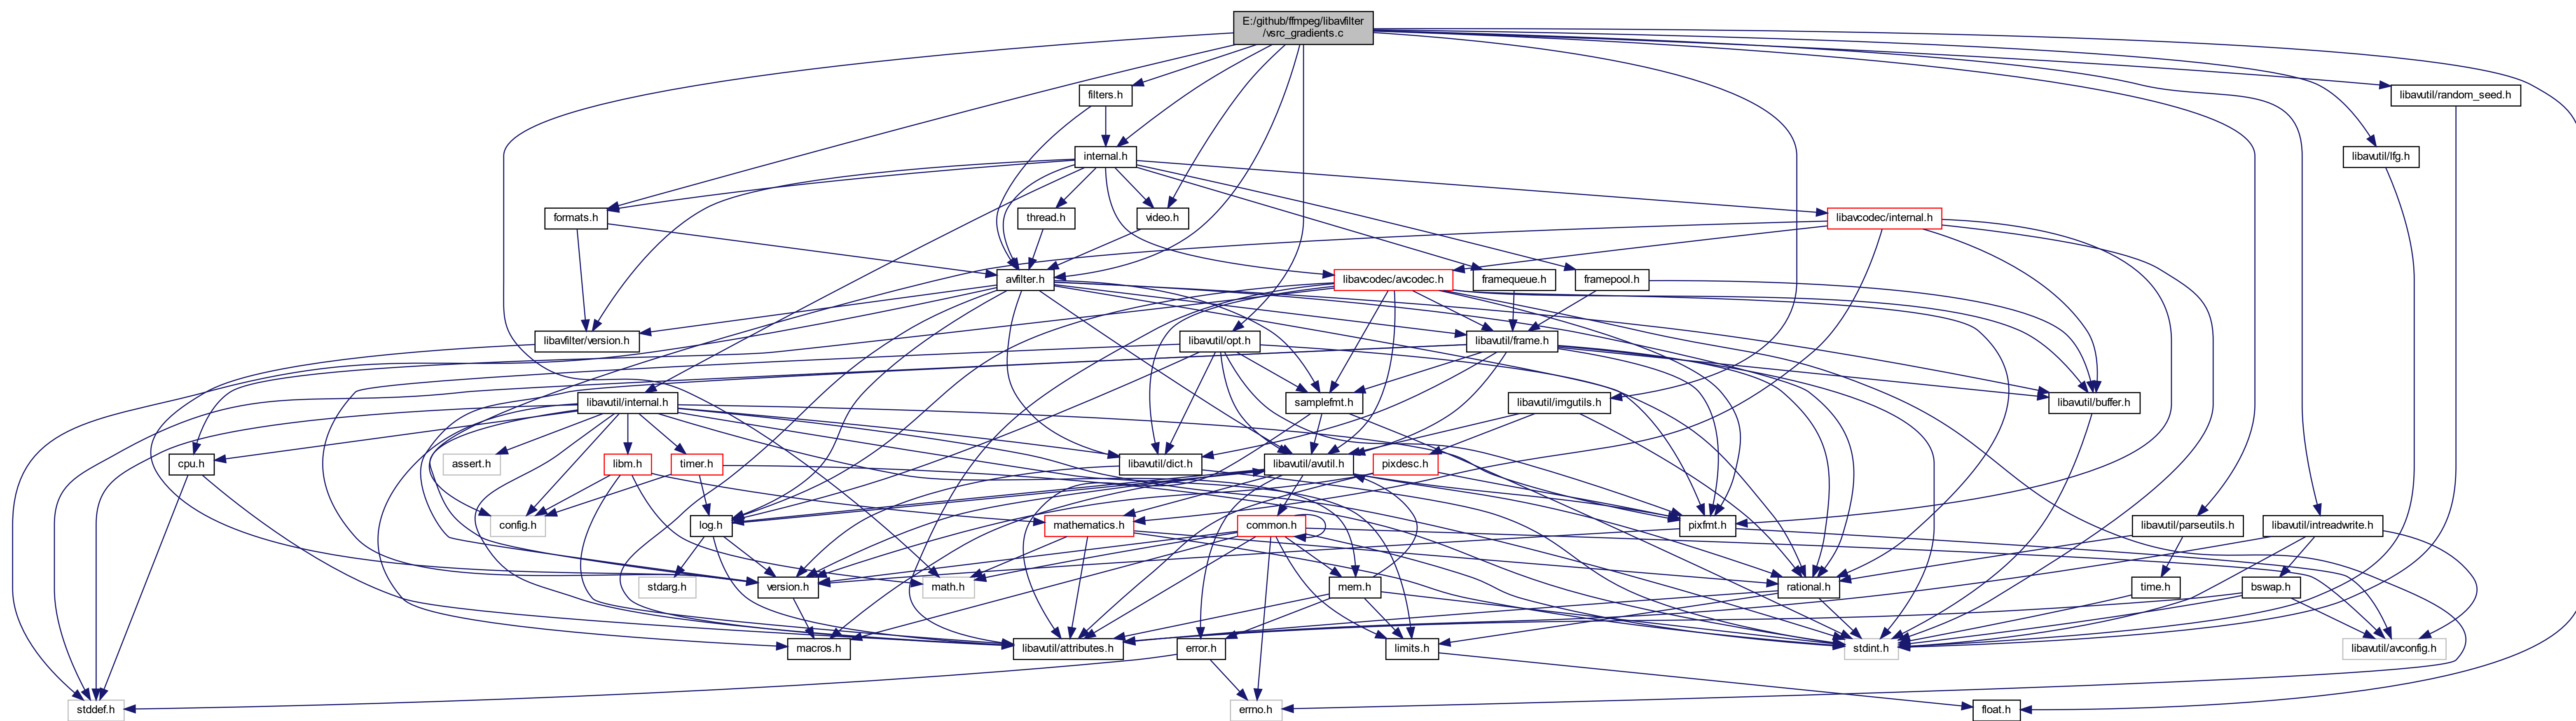 E:/github/ffmpeg/libavfilter
/vsrc_gradients.c
filters.h
libavutil/random_seed.h
internal.h
libavutil/lfg.h
formats.h
thread.h
video.h
libavcodec/internal.h
avfilter.h
libavcodec/avcodec.h
framequeue.h
framepool.h
libavfilter/version.h
libavutil/opt.h
libavutil/frame.h
libavutil/internal.h
samplefmt.h
libavutil/imgutils.h
libavutil/buffer.h
assert.h
cpu.h
libm.h
timer.h
libavutil/dict.h
libavutil/avutil.h
pixdesc.h
config.h
log.h
mathematics.h
common.h
pixfmt.h
libavutil/parseutils.h
libavutil/intreadwrite.h
stdarg.h
version.h
math.h
mem.h
rational.h
time.h
bswap.h
macros.h
libavutil/attributes.h
error.h
limits.h
stdint.h
libavutil/avconfig.h
stddef.h
errno.h
float.h